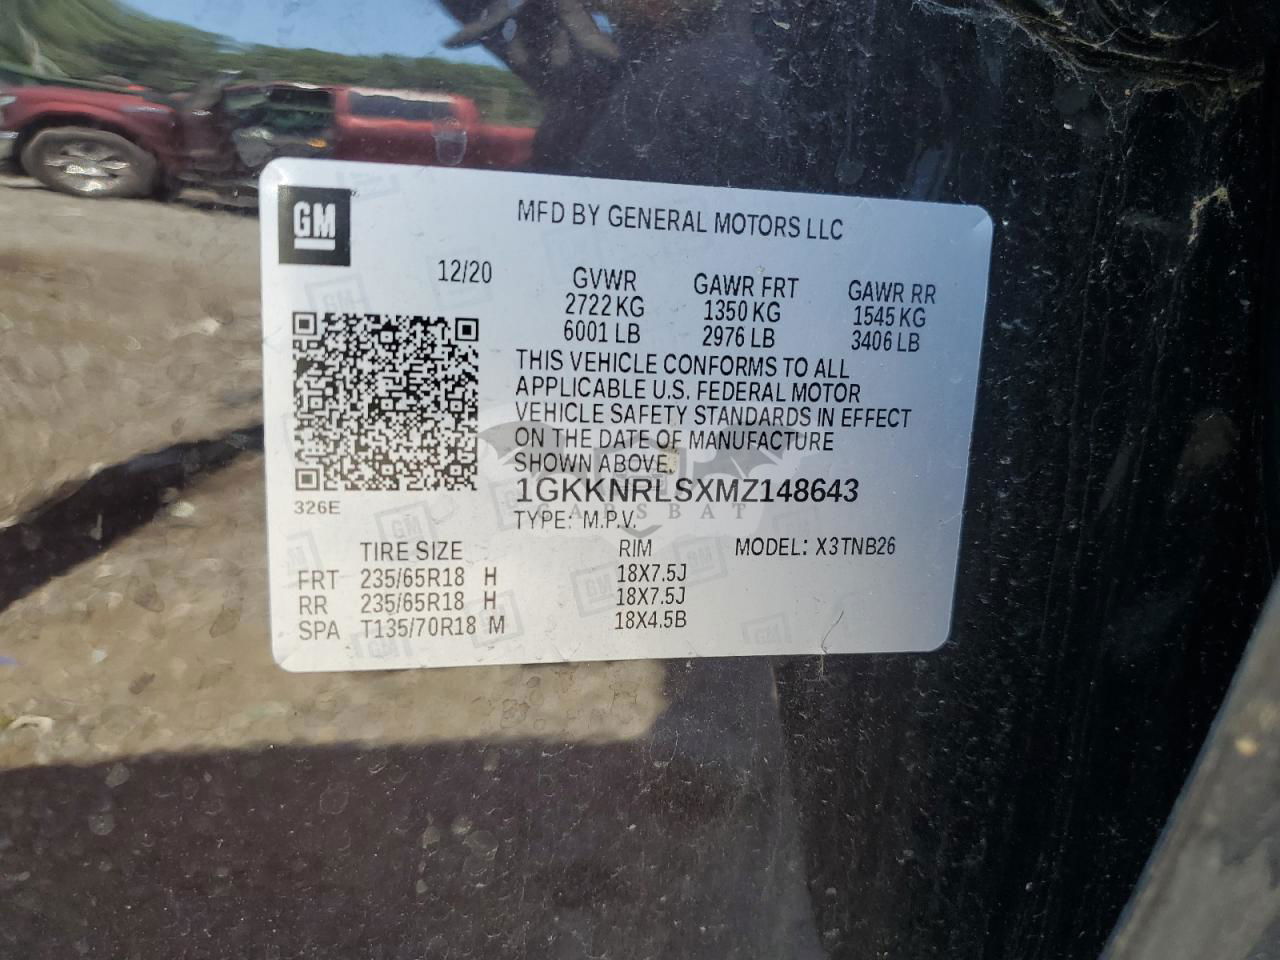 GM
MFD BY GENERAL MOTORS LLC
12/20 GVWR GAWR FRT GAWR RR
2722 KG 1350 KG 1545 KG
6001 LB 2976 LB 3406 LB
THIS VEHICLE CONFORMS TO ALL
APPLICABLE U.S. FEDERAL MOTOR
VEHICLE SAFETY STANDARDS IN EFFECT
ON THE DATE OF MANUFACTURE
SHOWN ABOVE.
1GKKNRLSXMZ148643
326E
CARSBAT
TYPE: M.P.V.
TIRE SIZE RIM MODEL: X3TNB26
FRT 235/65R18 H 18X7.5J
RR 235/65R18 H 18X7.5J
SPA T135/70R18 M 18X4.5B